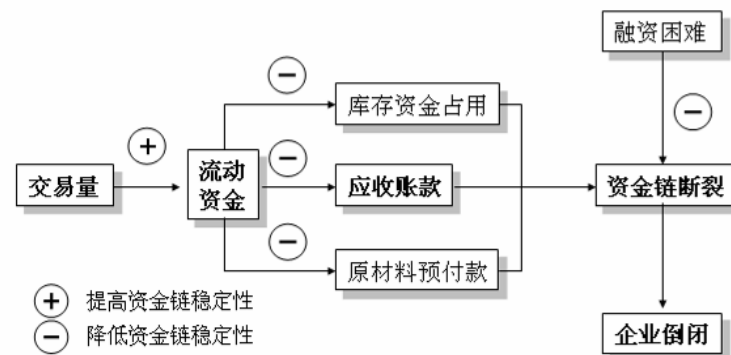 融资困难
−
−
库存资金占用
+
−
交易量
流动
资金
应收账款
资金链断裂
−
原材料预付款
+ 提高资金链稳定性
− 降低资金链稳定性
企业倒闭